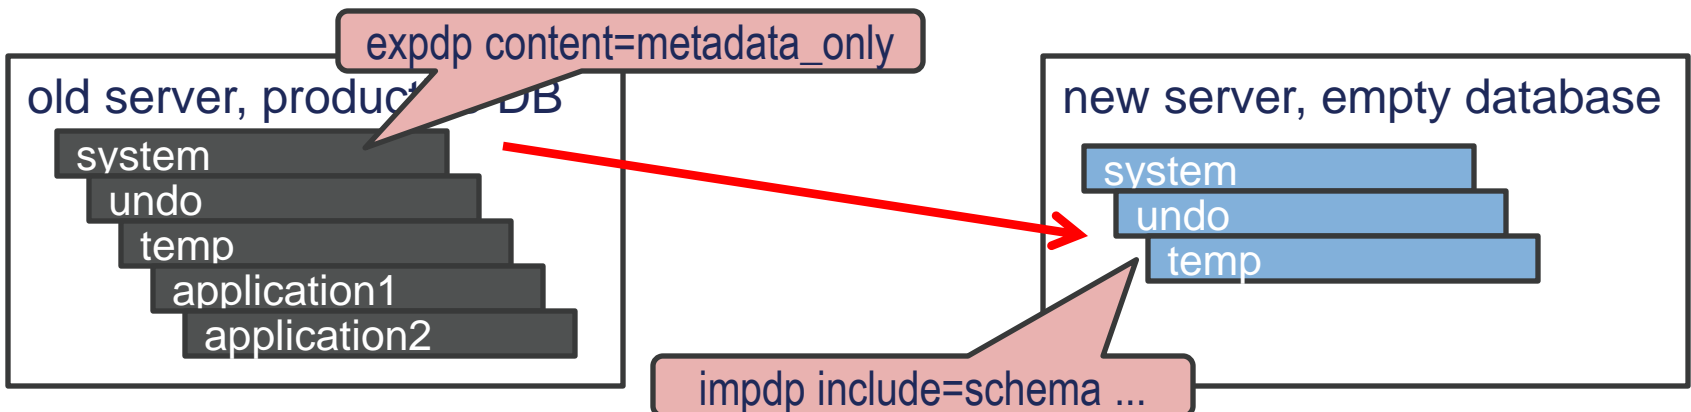 expdp content=metadata_only
old server, DB
system
undo
temp
application1
application2
new server, empty database
system
undo
temp
impdp include=schema ...